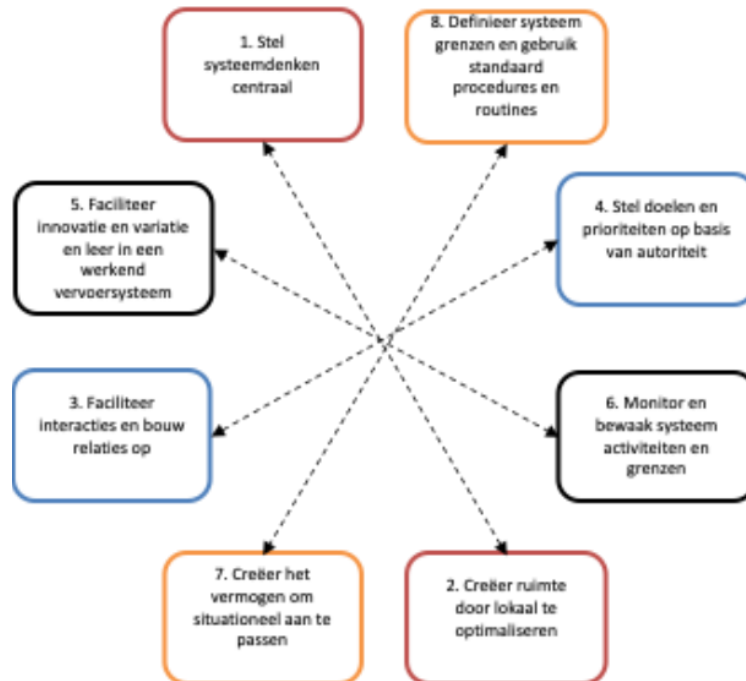 1. Stel
systeemdenken
centraal
8. Definieer systeem
grenzen en gebruik
standaard
procedures en
routines
5. Faciliteer
innovatie en variatie
en leer in een
werkend
vervoersysteem
4. Stel doelen en
prioriteiten op basis
van autoriteit
3. Faciliteer
interacties en bouw
relaties op
6. Monitor en
bewaak systeem
activiteiten en
grenzen
7. Creëer het
vermogen om
situationeel aan te
passen
2. Creëer ruimte
door lokaal te
optimaliseren